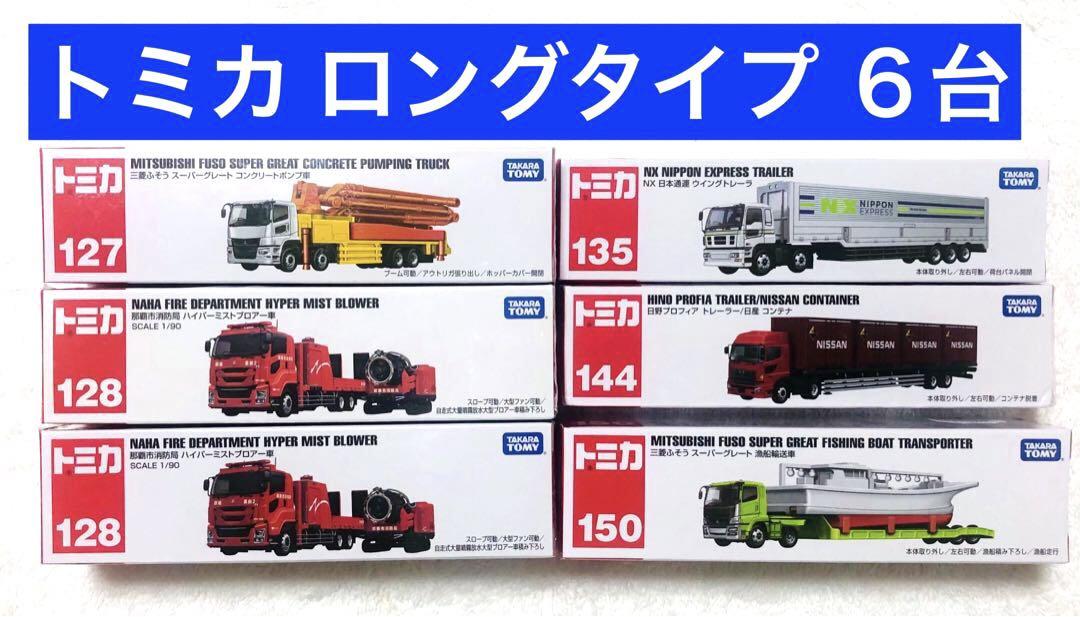 トミカ ロングタイプ ６台
トミカ
127
MITSUBISHI FUSO SUPER GREAT CONCRETE PUMPING TRUCK
三菱ふそう スーパーグレート コンクリートポンプ車
TAKARA TOMY
ブーム可動／アウトリガ張り出し／ホッパーカバー開閉
トミカ
128
NAHA FIRE DEPARTMENT HYPER MIST BLOWER
那覇市消防局 ハイパーミストブロアー車
SCALE 1/90
TAKARA TOMY
スロープ可動／大型ファン可動／
自走式大量噴霧放水大型ブロアー車積み下ろし
トミカ
128
NAHA FIRE DEPARTMENT HYPER MIST BLOWER
那覇市消防局 ハイパーミストブロアー車
SCALE 1/90
TAKARA TOMY
スロープ可動／大型ファン可動／
自走式大量噴霧放水大型ブロアー車積み下ろし
トミカ
135
NX NIPPON EXPRESS TRAILER
NX 日本通運 ウイングトレーラ
TAKARA TOMY
NX NIPPON EXPRESS
本体取り外し／左右可動／荷台パネル開閉
トミカ
144
HINO PROFIA TRAILER/NISSAN CONTAINER
日野プロフィア トレーラー/日産 コンテナ
TAKARA TOMY
NISSAN NISSAN NISSAN NISSAN
本体取り外し／左右可動／コンテナ脱着
トミカ
150
MITSUBISHI FUSO SUPER GREAT FISHING BOAT TRANSPORTER
三菱ふそう スーパーグレート 漁船輸送車
TAKARA TOMY
本体取り外し／左右可動／漁船積み下ろし／漁船走行